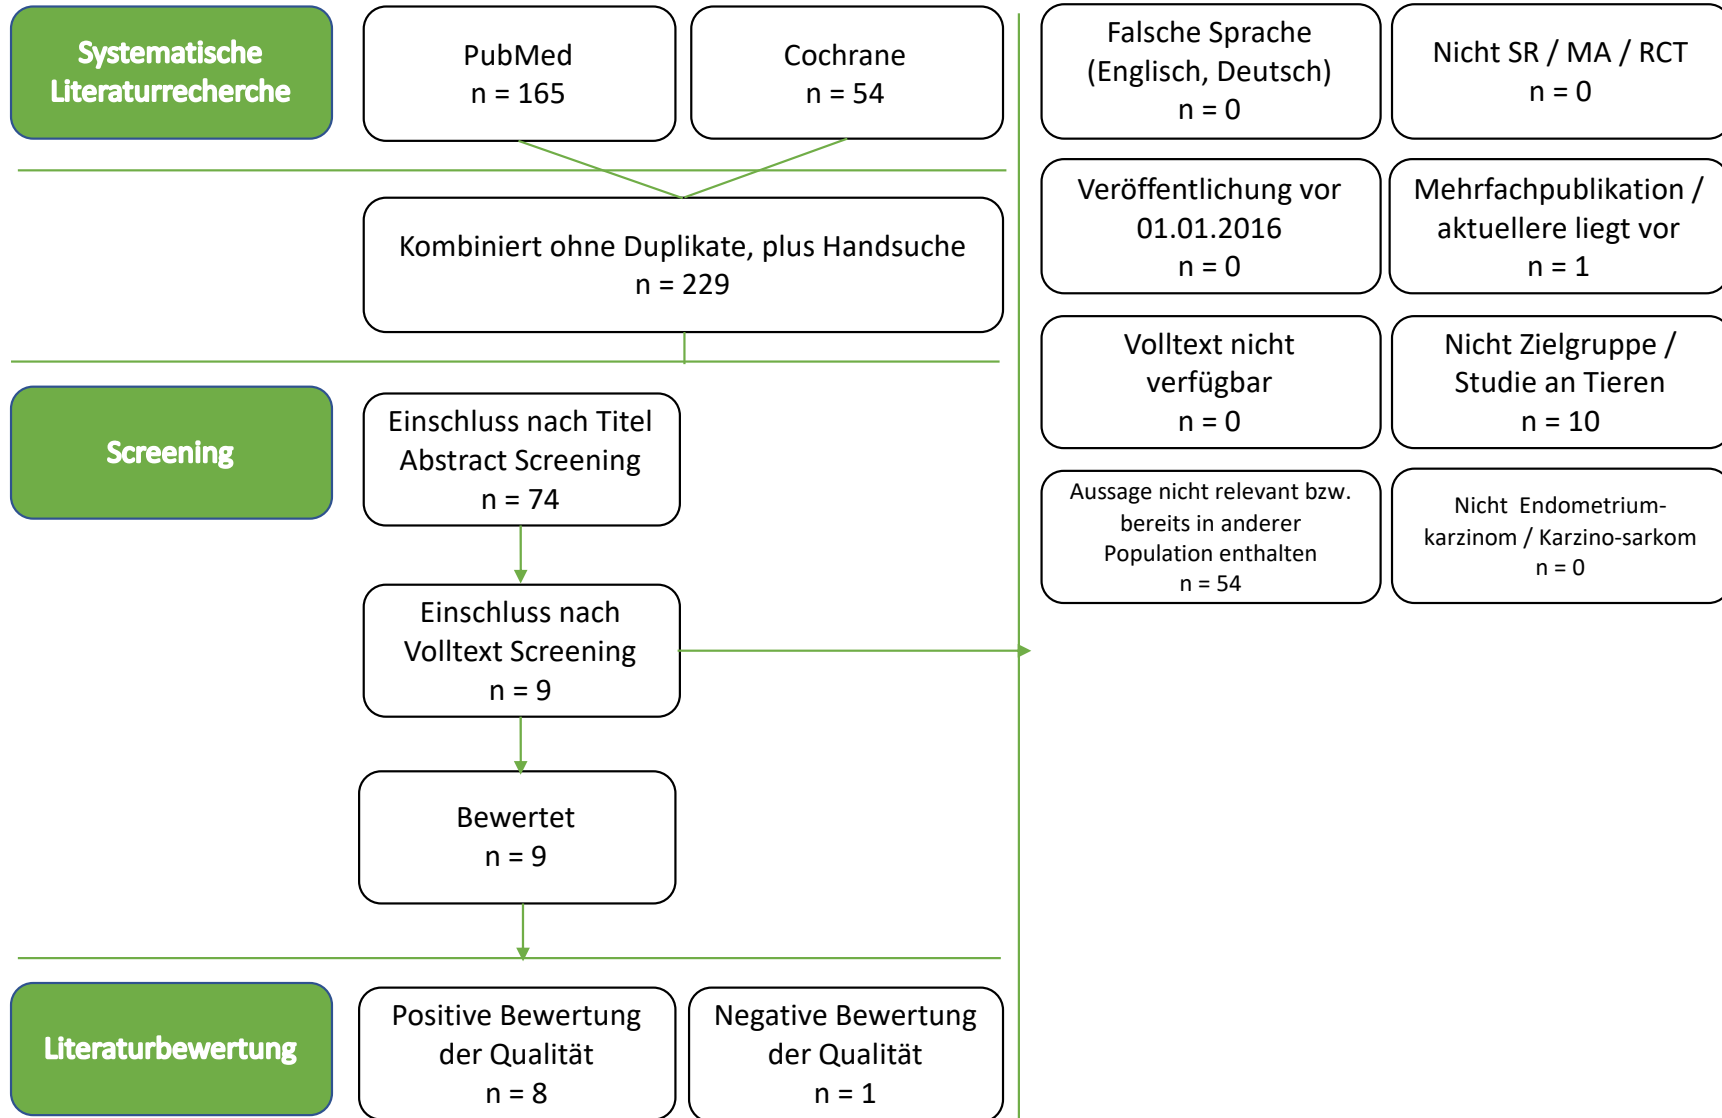 Systematische
Literaturrecherche
PubMed
n = 165
Cochrane
n = 54
Kombiniert ohne Duplikate, plus Handsuche
n = 229
Screening
Einschluss nach Titel
Abstract Screening
n = 74
Einschluss nach
Volltext Screening
n = 9
Bewertet
n = 9
Literaturbewertung
Positive Bewertung
der Qualität
n = 8
Negative Bewertung
der Qualität
n = 1
Falsche Sprache
(Englisch, Deutsch)
n = 0
Nicht SR / MA / RCT
n = 0
Veröffentlichung vor
01.01.2016
n = 0
Mehrfachpublikation /
aktuellere liegt vor
n = 1
Volltext nicht
verfügbar
n = 0
Nicht Zielgruppe /
Studie an Tieren
n = 10
Aussage nicht relevant bzw.
bereits in anderer
Population enthalten
n = 54
Nicht Endometrium-
karzinom / Karzino-sarkom
n = 0